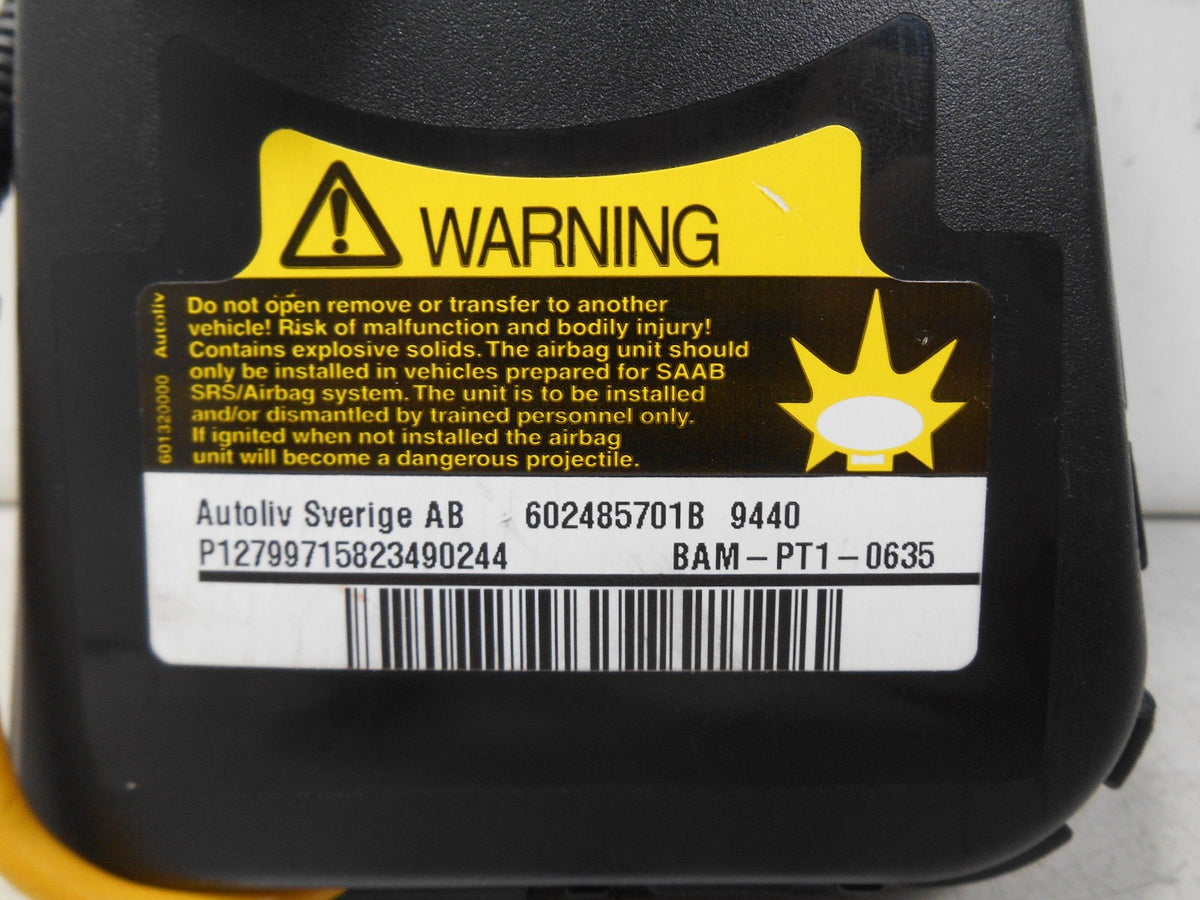 WARNING
Do not open remove or transfer to another
vehicle! Risk of malfunction and bodily injury!
Contains explosive solids. The airbag unit should
only be installed in vehicles prepared for SAAB
SRS/Airbag system. The unit is to be installed
and/or dismantled by trained personnel only.
If ignited when not installed the airbag
unit will become a dangerous projectile.
601320000 Autoliv
Autoliv Sverige AB 602485701B 9440
P12799715823490244 BAM-PT1-0635